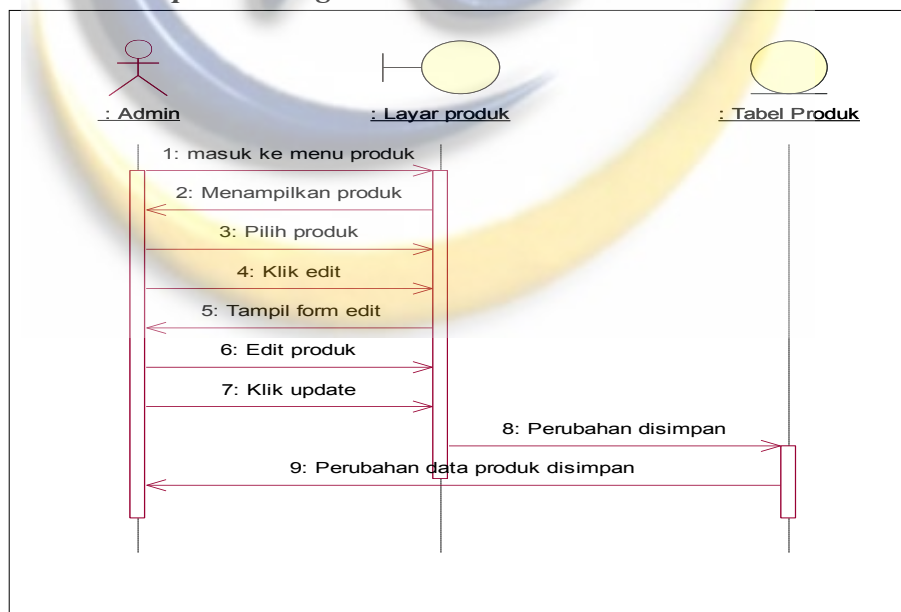 : Admin
: Layar produk
: Tabel Produk
1: masuk ke menu produk
2: Menampilkan produk
3: Pilih produk
4: Klik edit
5: Tampil form edit
6: Edit produk
7: Klik update
8: Perubahan disimpan
9: Perubahan data produk disimpan